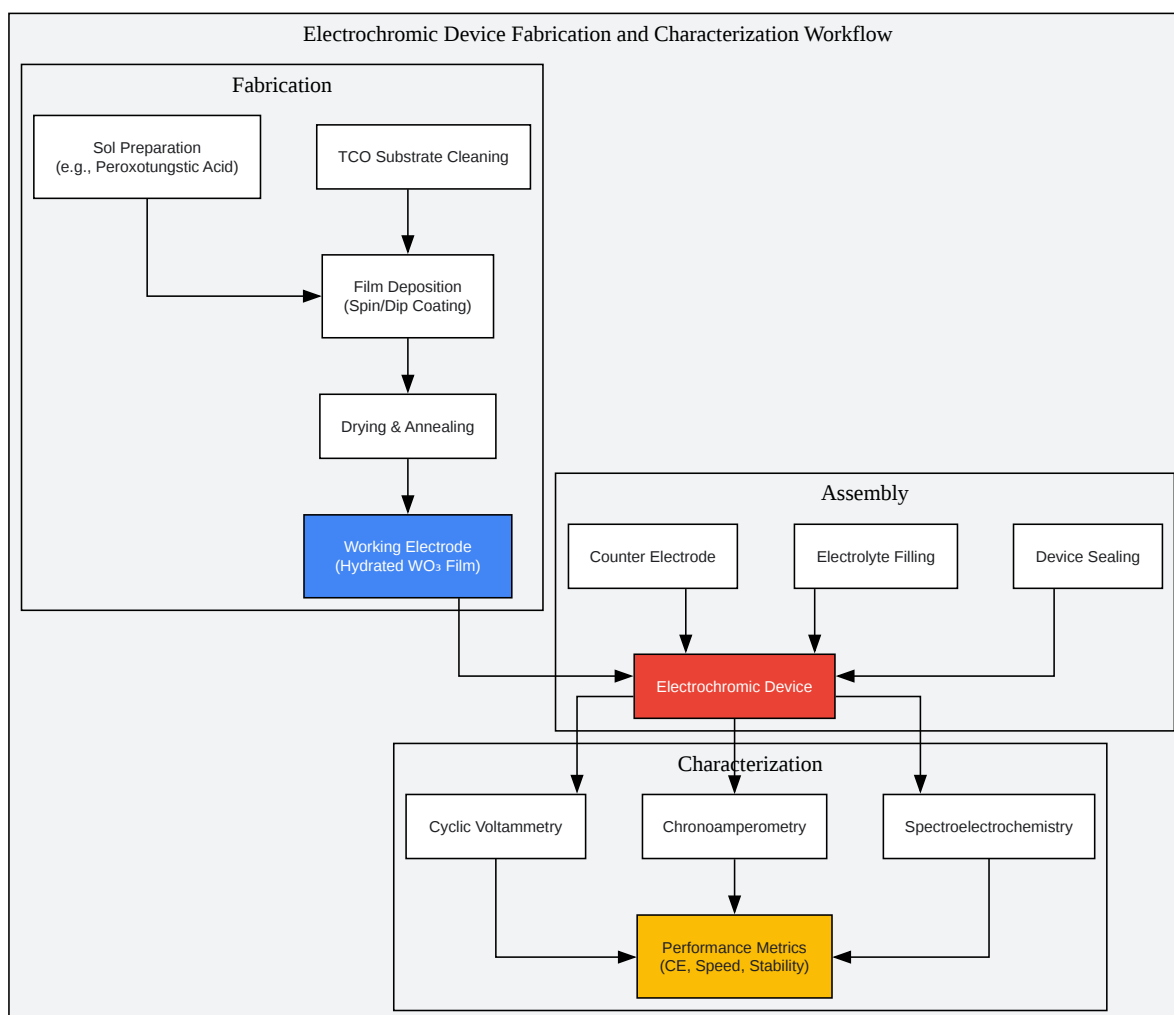 Electrochromic Device Fabrication and Characterization Workflow
Fabrication
Sol Preparation
(e.g., Peroxotungstic Acid)
TCO Substrate Cleaning
Film Deposition
(Spin/Dip Coating)
Drying & Annealing
Working Electrode
(Hydrated WO₃ Film)
Assembly
Counter Electrode
Electrolyte Filling
Device Sealing
Electrochromic Device
Characterization
Cyclic Voltammetry
Chronoamperometry
Spectroelectrochemistry
Performance Metrics
(CE, Speed, Stability)